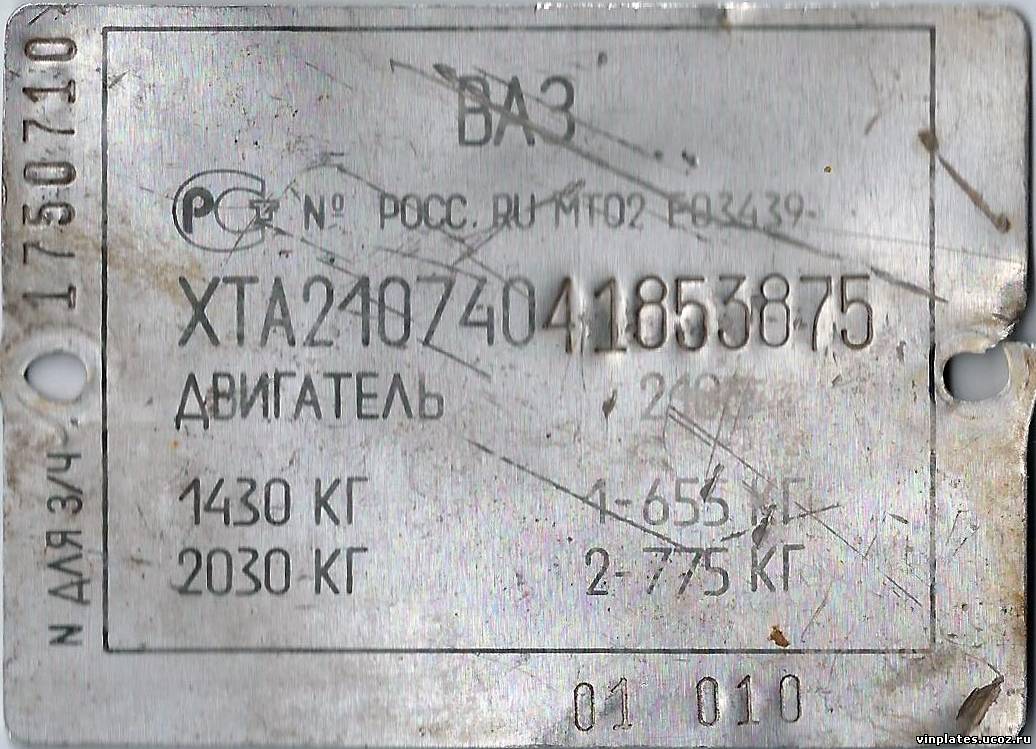 ВАЗ
РС № РОСС.RU МТ02 Е03439
ХТА21074041853875
ДВИГАТЕЛЬ
1430 КГ 1-655 КГ
2030 КГ 2-775 КГ
01 010
N ДЛЯ З/Ч 1750710
vinplates.ucoz.ru